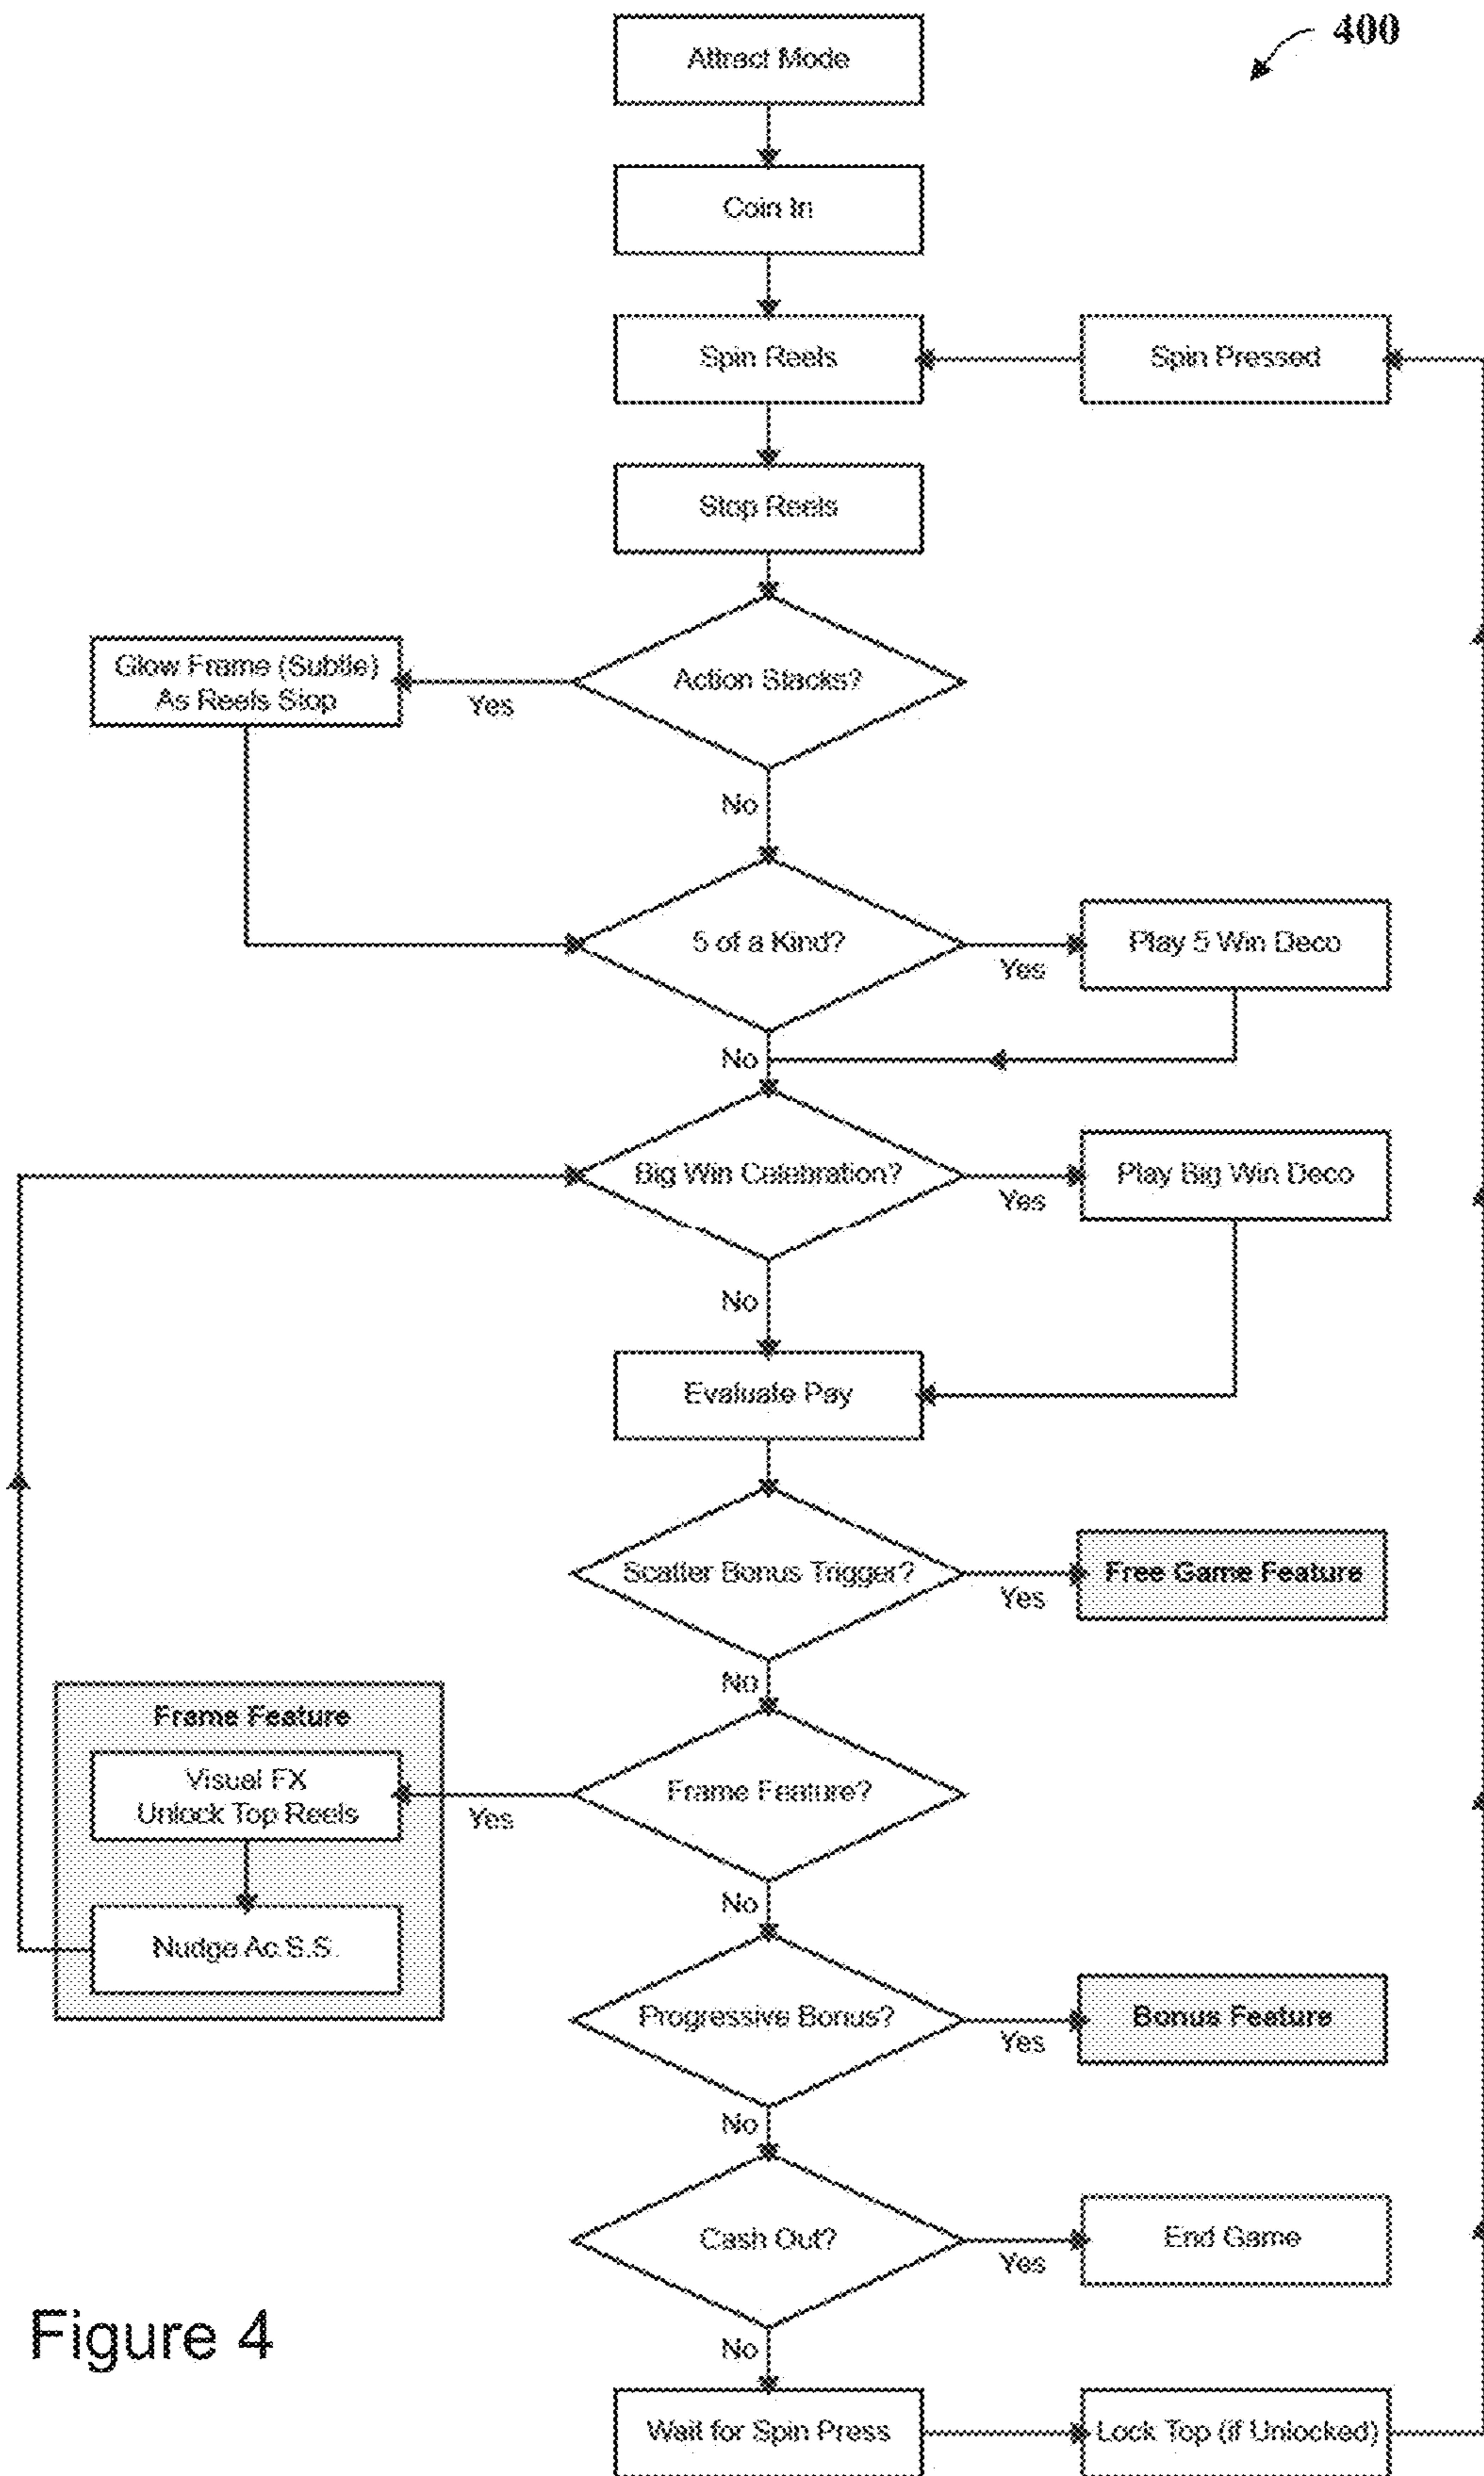 400
Attract Mode
Coin In
Spin Reels
Spin Pressed
Stop Reels
Glow Frame (Subtle)
As Reels Stop
Yes
Action Stacks?
No
5 of a Kind?
Yes
Play 5 Win Deco
No
Big Win Celebration?
Yes
Play Big Win Deco
No
Evaluate Pay
Scatter Bonus Trigger?
Yes
Free Game Feature
No
Frame Feature
Visual FX
Unlock Top Reels
Yes
Frame Feature?
No
Nudge Ac.S.S.
Progressive Bonus?
Yes
Bonus Feature
No
Cash Out?
Yes
End Game
No
Wait for Spin Press
Lock Top (if Unlocked)
Figure 4